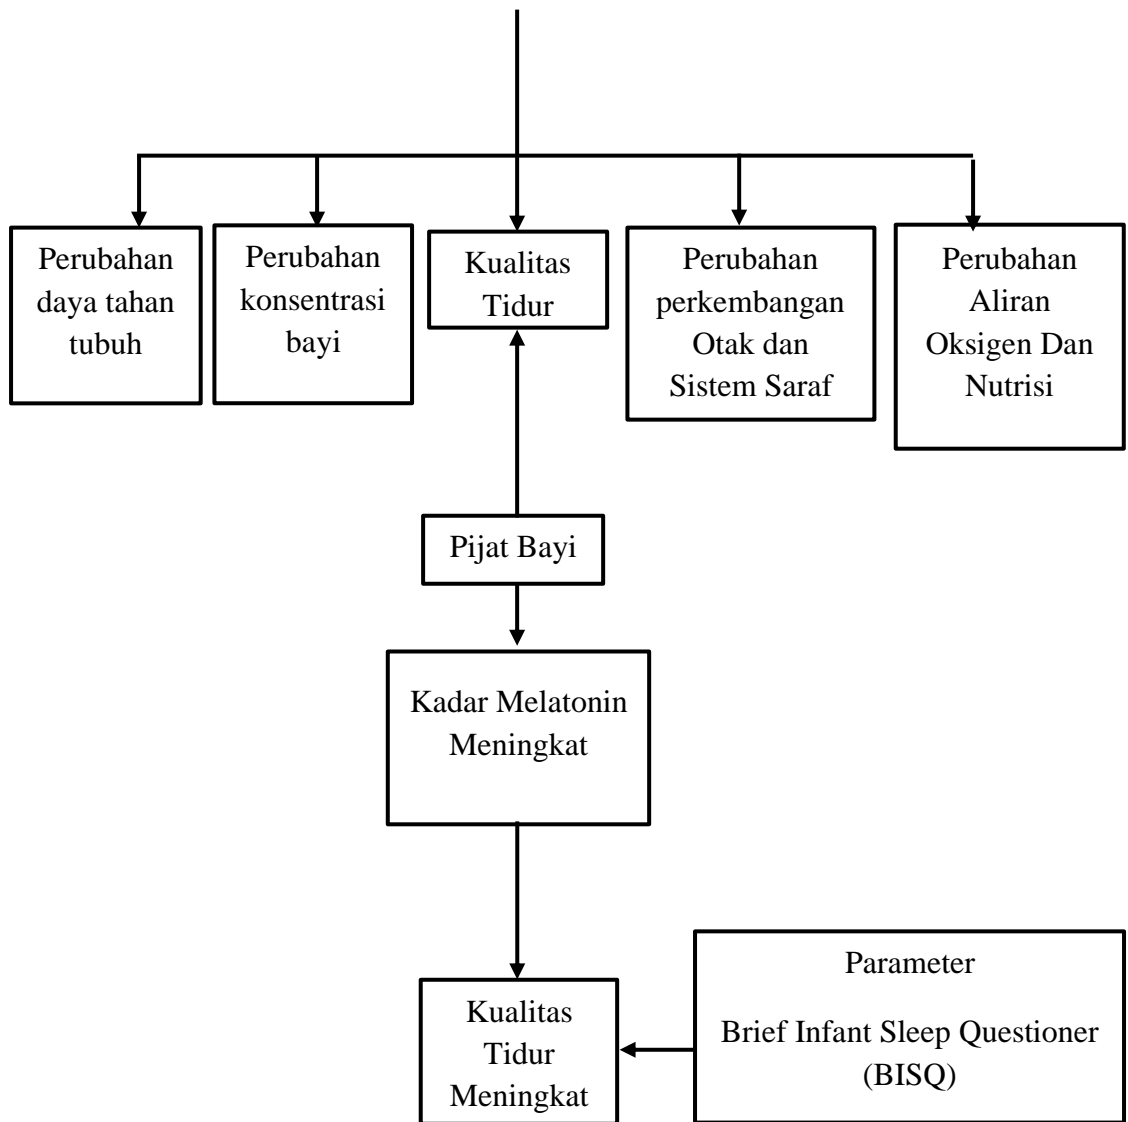 Perubahan
daya tahan
tubuh
Perubahan
konsentrasi
bayi
Kualitas
Tidur
Perubahan
perkembangan
Otak dan
Sistem Saraf
Perubahan
Aliran
Oksigen Dan
Nutrisi
Pijat Bayi
Kadar Melatonin
Meningkat
Kualitas
Tidur
Meningkat
Parameter
Brief Infant Sleep Questioner
(BISQ)